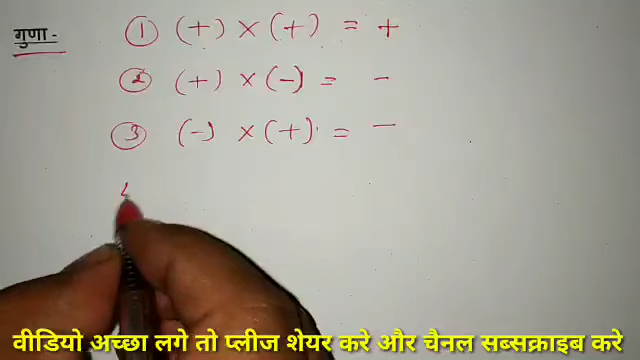 गुणा:-
① (+) × (+) = +
② (+) × (-) = -
③ (-) × (+) = -
वीडियो अच्छा लगे तो प्लीज शेयर करे और चैनल सब्सक्राइब करे